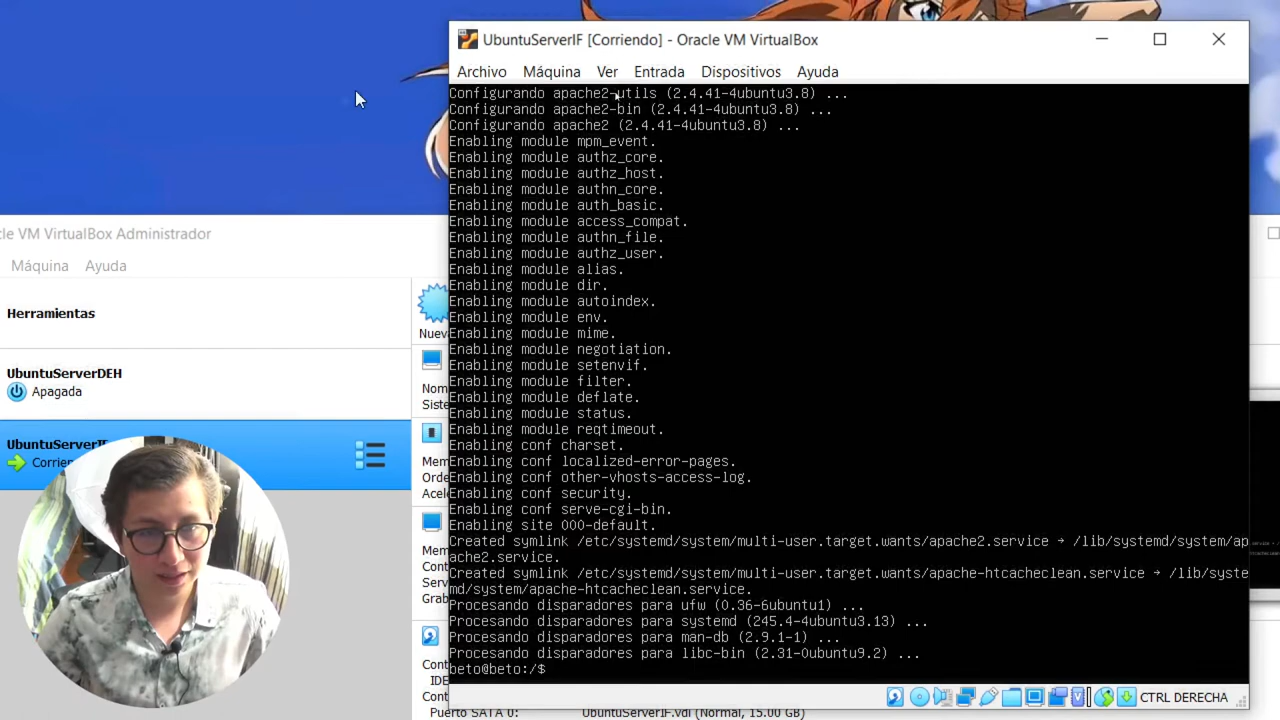 UbuntuServerIF [Corriendo] - Oracle VM VirtualBox
Archivo Máquina Ver Entrada Dispositivos Ayuda
Configurando apache2-utils (2.4.41-4ubuntu3.8) ...
Configurando apache2-bin (2.4.41-4ubuntu3.8) ...
Configurando apache2 (2.4.41-4ubuntu3.8) ...
Enabling module mpm_event.
Enabling module authz_core.
Enabling module authz_host.
Enabling module authn_core.
Enabling module auth_basic.
Enabling module access_compat.
Enabling module authn_file.
Enabling module authz_user.
Enabling module alias.
Enabling module dir.
Enabling module autoindex.
Enabling module env.
Enabling module mime.
Enabling module negotiation.
Enabling module setenvif.
Enabling module filter.
Enabling module deflate.
Enabling module status.
Enabling module reqtimeout.
Enabling conf charset.
Enabling conf localized-error-pages.
Enabling conf other-vhosts-access-log.
Enabling conf security.
Enabling conf serve-cgi-bin.
Enabling site 000-default.
Created symlink /etc/systemd/system/multi-user.target.wants/apache2.service → /lib/systemd/system/ap
ache2.service.
Created symlink /etc/systemd/system/multi-user.target.wants/apache-htcacheclean.service → /lib/syste
md/system/apache-htcacheclean.service.
Procesando disparadores para ufw (0.36-6ubuntu1) ...
Procesando disparadores para systemd (245.4-4ubuntu3.13) ...
Procesando disparadores para man-db (2.9.1-1) ...
Procesando disparadores para libc-bin (2.31-0ubuntu9.2) ...
beto@beto:/$
CTRL DERECHA
cle VM VirtualBox Administrador
Máquina Ayuda
Herramientas
UbuntuServerDEH
Apagada
UbuntuServerIF
Corrie
Nuev
Nom
Siste
Mem
Orde
Acel
Mem
Cont
Serv
Grab
Cont
IDE
Cont
Puerto SATA 0: UbuntuServerIF.vdi (Normal, 15.00 GB)